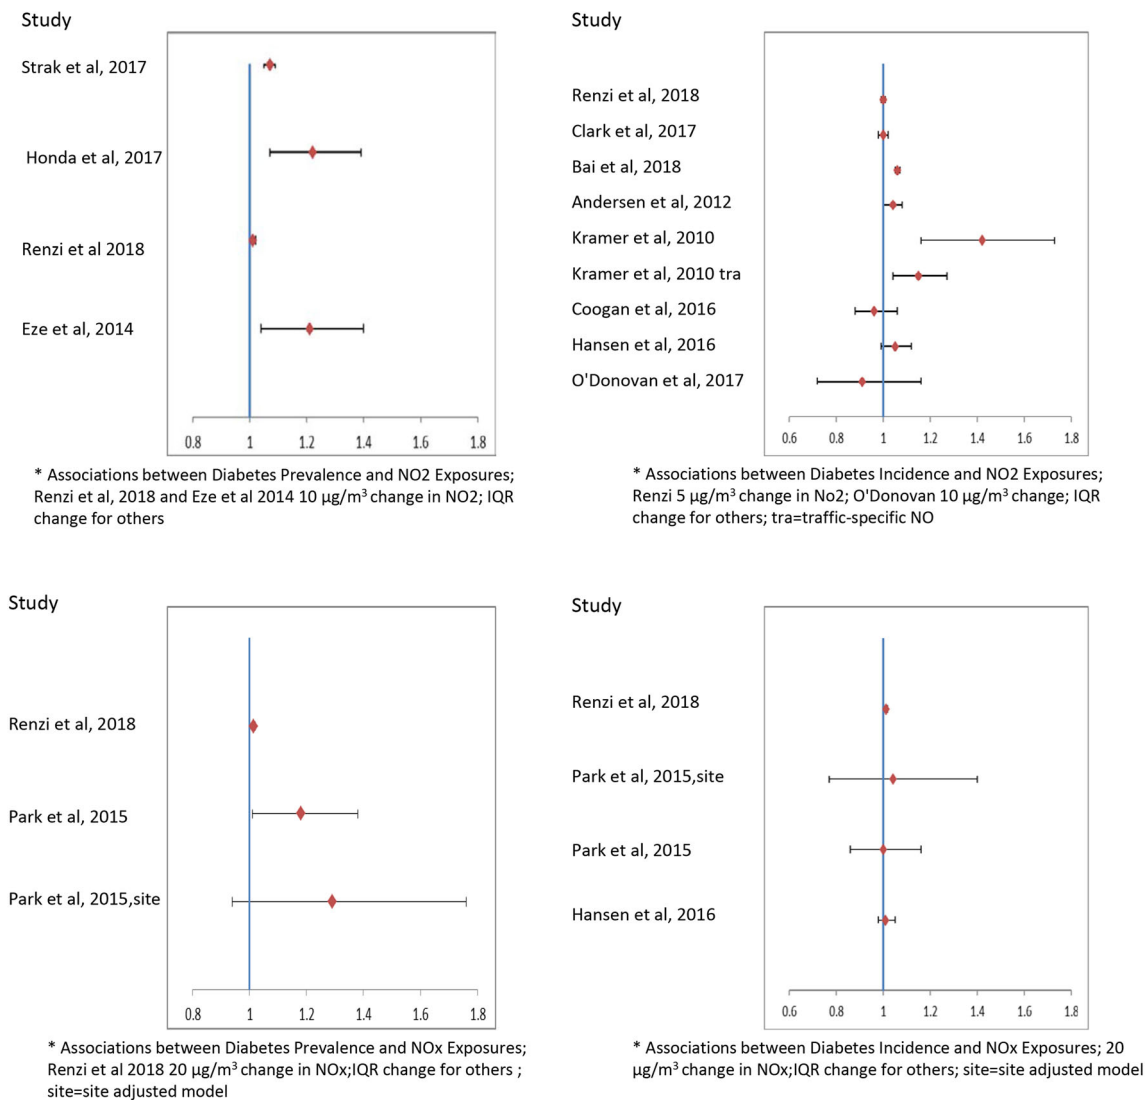 Study
Strak et al, 2017
Honda et al, 2017
Renzi et al 2018
Eze et al, 2014
0.8 1 1.2 1.4 1.6 1.8
* Associations between Diabetes Prevalence and NO2 Exposures;
Renzi et al, 2018 and Eze et al 2014 10 µg/m³ change in NO2; IQR
change for others
Study
Renzi et al, 2018
Clark et al, 2017
Bai et al, 2018
Andersen et al, 2012
Kramer et al, 2010
Kramer et al, 2010 tra
Coogan et al, 2016
Hansen et al, 2016
O'Donovan et al, 2017
0.6 1 1.2 1.4 1.6 1.8
* Associations between Diabetes Incidence and NO2 Exposures;
Renzi 5 µg/m³ change in No2; O'Donovan 10 µg/m³ change; IQR
change for others; tra=traffic-specific NO
Study
Renzi et al, 2018
Park et al, 2015
Park et al, 2015,site
0.8 1 1.2 1.4 1.6 1.8
* Associations between Diabetes Prevalence and NOx Exposures;
Renzi et al 2018 20 µg/m³ change in NOx;IQR change for others ;
site=site adjusted model
Study
Renzi et al, 2018
Park et al, 2015,site
Park et al, 2015
Hansen et al, 2016
0.6 1 1.2 1.4 1.6 1.8
* Associations between Diabetes Incidence and NOx Exposures; 20
µg/m³ change in NOx;IQR change for others; site=site adjusted model